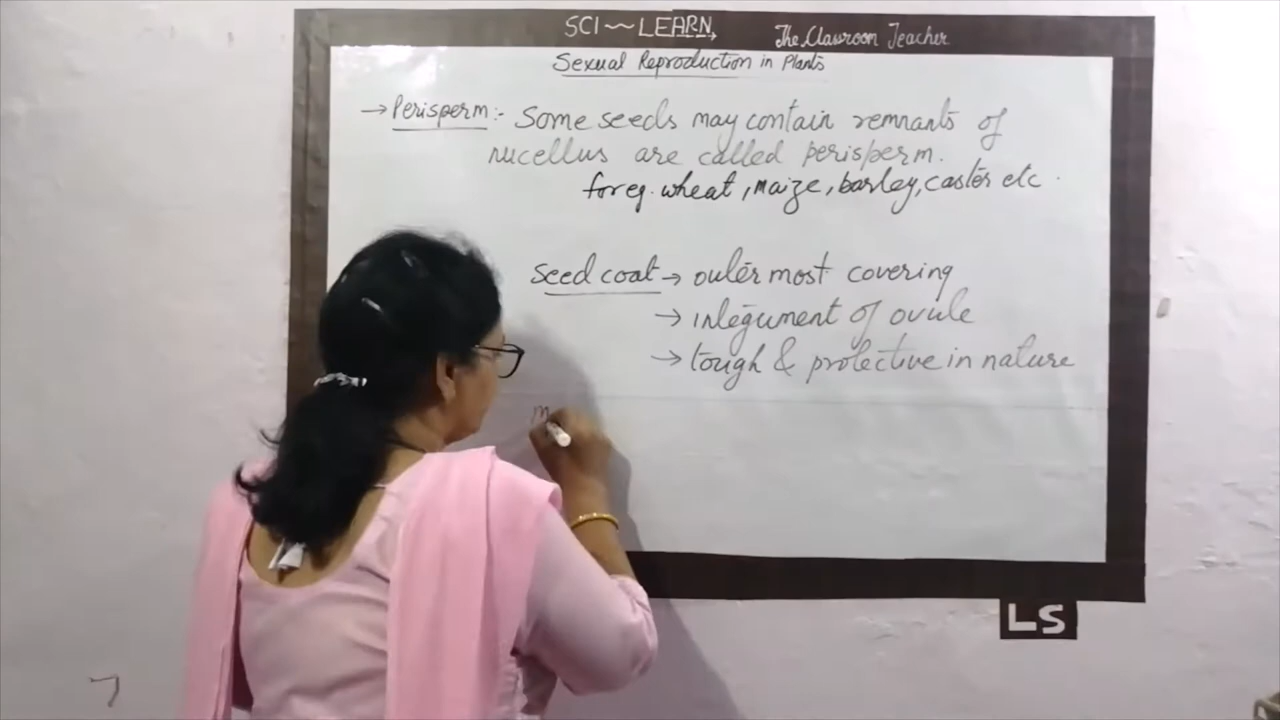 SCI~~LEARN
The Classroom Teacher
Sexual Reproduction in Plants
→ Perisperm:- Some seeds may contain remnants of
nucellus are called perisperm.
for eg. wheat, maize, barley, caster etc.
seed coat → outer most covering
→ integument of ovule
→ tough & protective in nature
m
LS